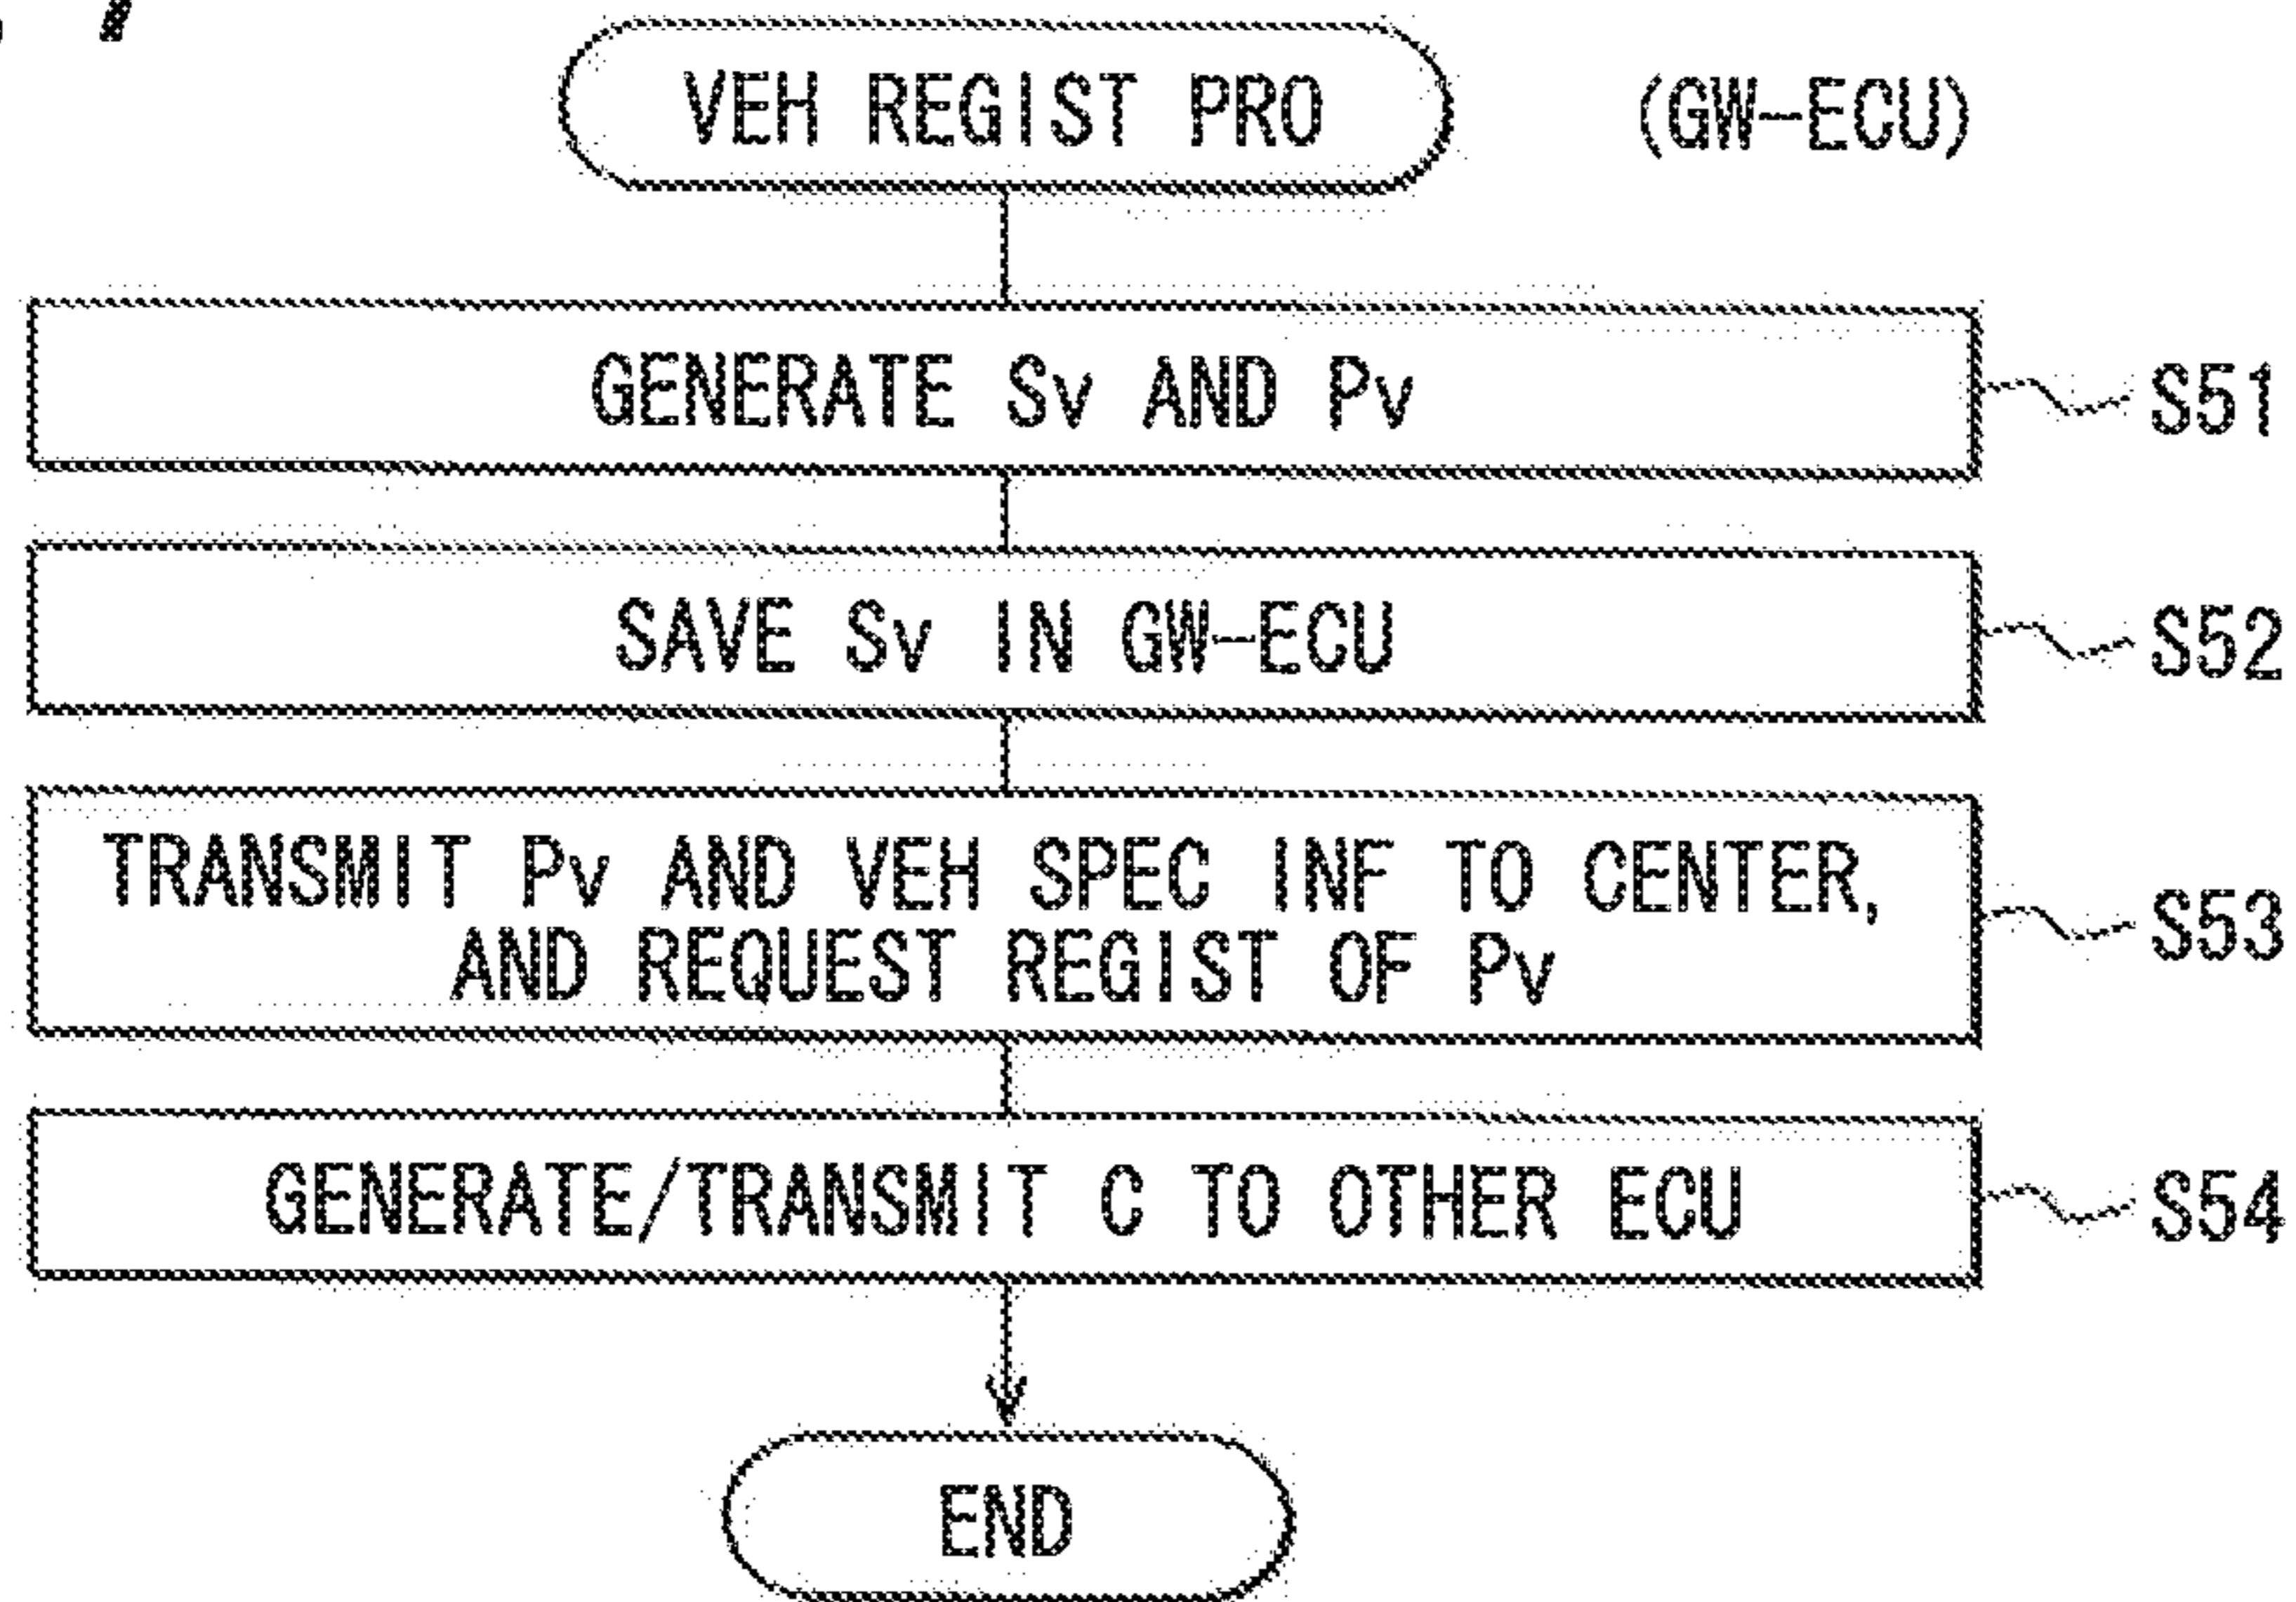 7
VEH REGIST PRO
(GW-ECU)
GENERATE Sv AND Pv
S51
SAVE Sv IN GW-ECU
S52
TRANSMIT Pv AND VEH SPEC INF TO CENTER,
AND REQUEST REGIST OF Pv
S53
GENERATE/TRANSMIT C TO OTHER ECU
S54
END